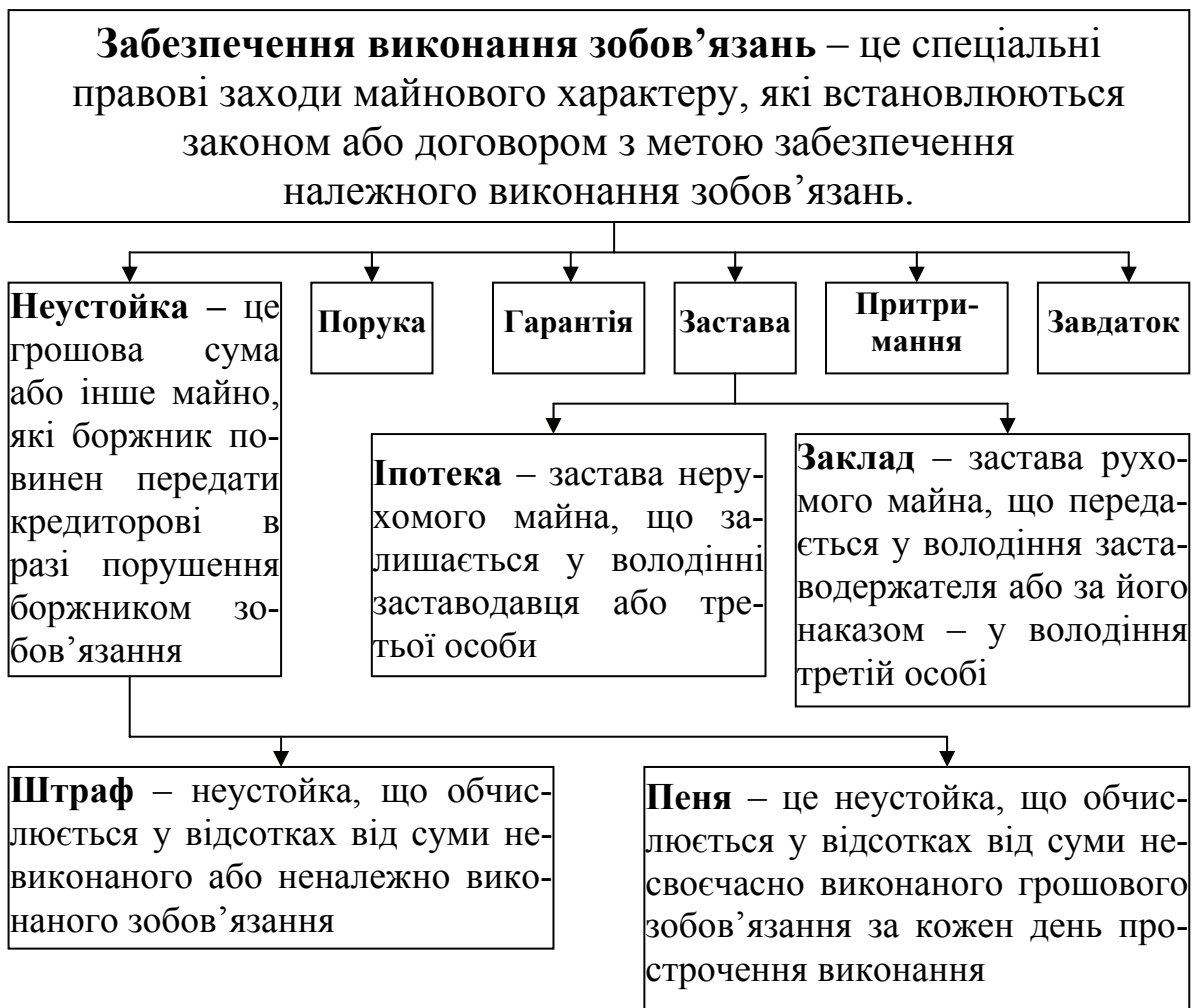 Забезпечення виконання зобов’язань – це спеціальні
правові заходи майнового характеру, які встановлюються
законом або договором з метою забезпечення
належного виконання зобов’язань.
Неустойка – це
грошова сума
або інше майно,
які боржник по-
винен передати
кредиторові в
разі порушення
боржником зо-
бов’язання
Порука
Гарантія
Застава
Притри-
мання
Завдаток
Іпотека – застава неру-
хомого майна, що за-
лишається у володінні
заставодавця або тре-
тьої особи
Заклад – застава рухо-
мого майна, що переда-
ється у володіння заста-
водержателя або за його
наказом – у володіння
третій особі
Штраф – неустойка, що обчис-
люється у відсотках від суми не-
виконаного або неналежно вико-
наного зобов’язання
Пеня – це неустойка, що обчис-
люється у відсотках від суми не-
своєчасно виконаного грошового
зобов’язання за кожен день про-
строчення виконання